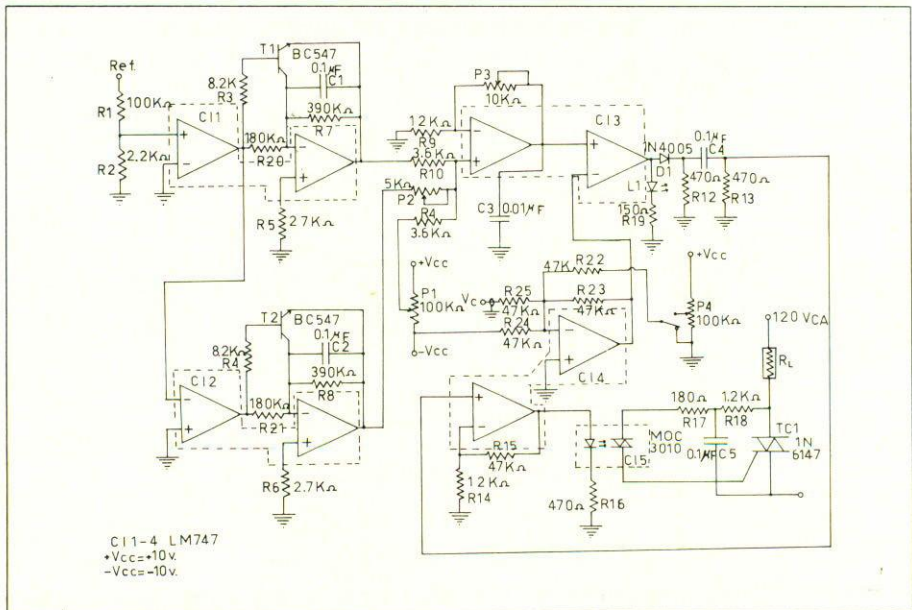 Ref.
R1
100KΩ
R2
2.2KΩ
CI1
8.2K
R3
T1
BC547
0.1µF
C1
390KΩ
R7
180KΩ
R20
R5
27KΩ
P3
10KΩ
12KΩ
R9
3.6KΩ
R10
5KΩ
P2
R4
3.6KΩ
C3
0.01µF
CI3
1N4005
D1
L1
150Ω
R19
0.1µF
C4
470Ω
R12
470Ω
R13
+Vcc
P1
100KΩ
-Vcc
Vc
R25
47KΩ
R24
47KΩ
47K
R22
R23
47KΩ
CI4
+Vcc
P4
100KΩ
120 VCA
RL
T2
BC547
0.1µF
C2
8.2KΩ
R4
390KΩ
R8
180KΩ
R21
CI2
R6
2.7KΩ
R15
47KΩ
12KΩ
R14
MOC
3010
CI5
470Ω
R16
180Ω
R17
1.2KΩ
R18
0.1µF
C5
TC1
1N
6147
CI1-4 LM747
+Vcc=+10v.
-Vcc=-10v.